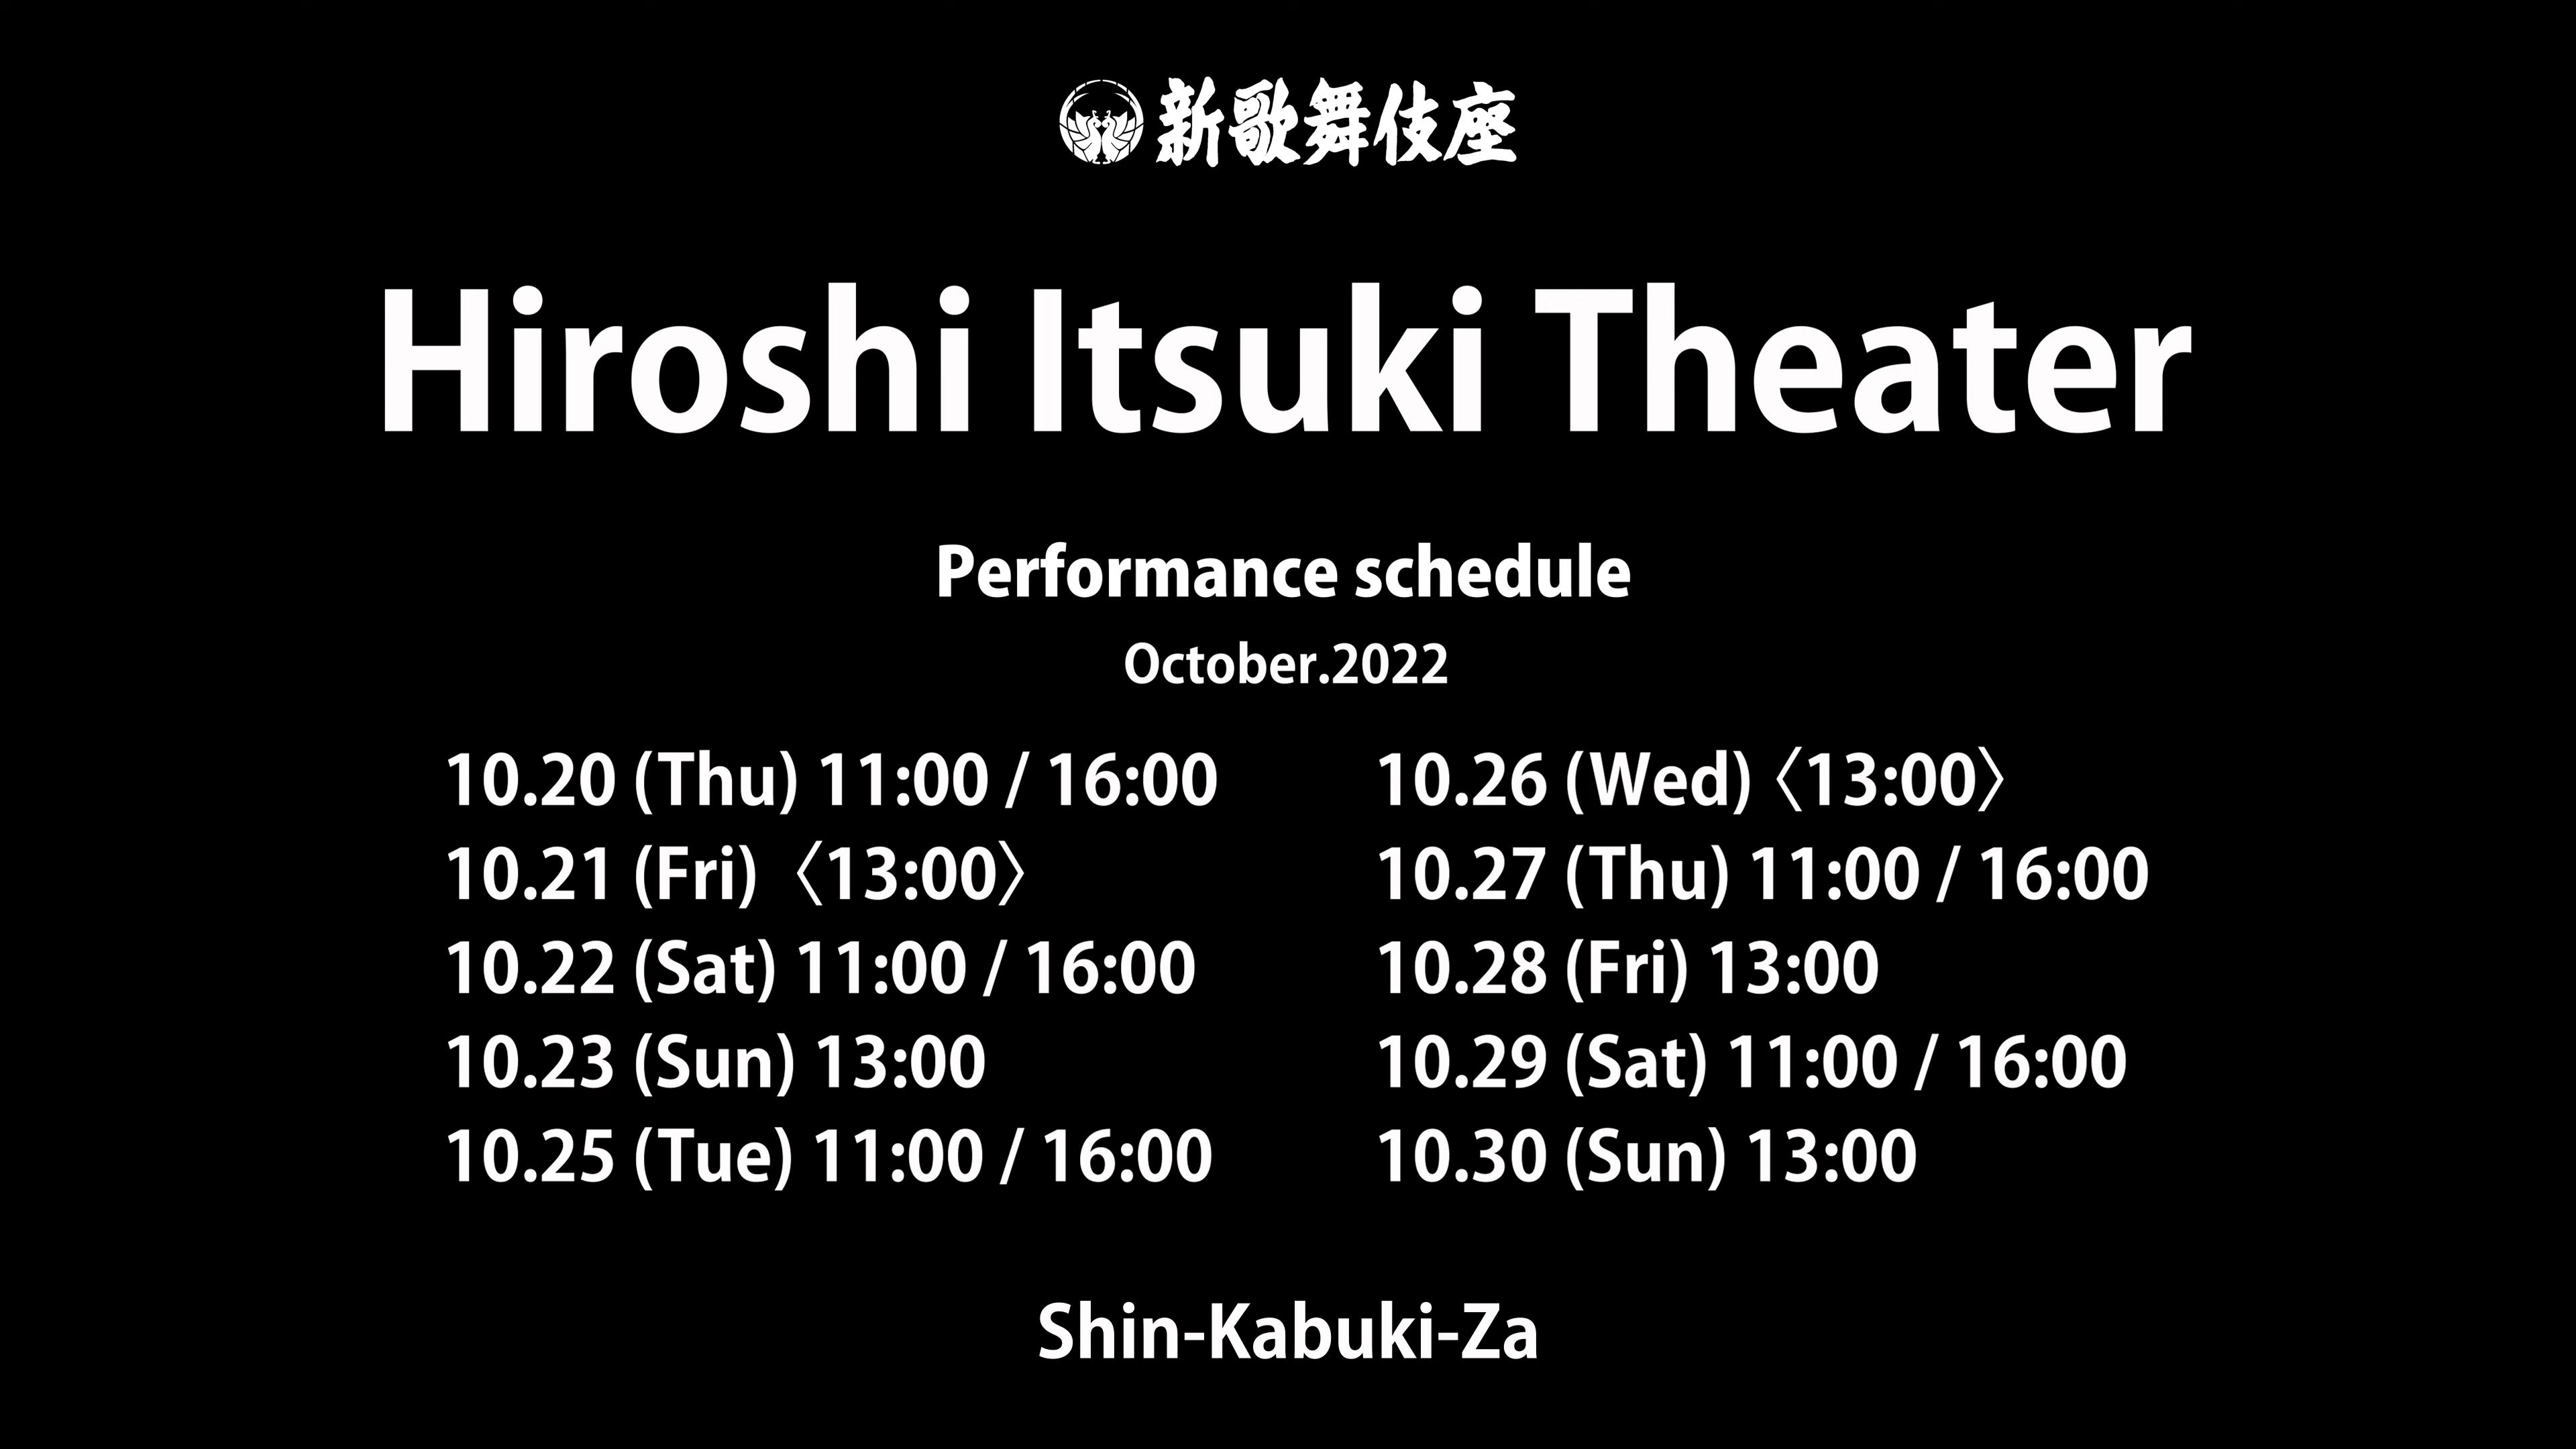 新歌舞伎座
Hiroshi Itsuki Theater
Performance schedule
October.2022
10.20 (Thu) 11:00 / 16:00
10.21 (Fri) 〈13:00〉
10.22 (Sat) 11:00 / 16:00
10.23 (Sun) 13:00
10.25 (Tue) 11:00 / 16:00
10.26 (Wed) 〈13:00〉
10.27 (Thu) 11:00 / 16:00
10.28 (Fri) 13:00
10.29 (Sat) 11:00 / 16:00
10.30 (Sun) 13:00
Shin-Kabuki-Za